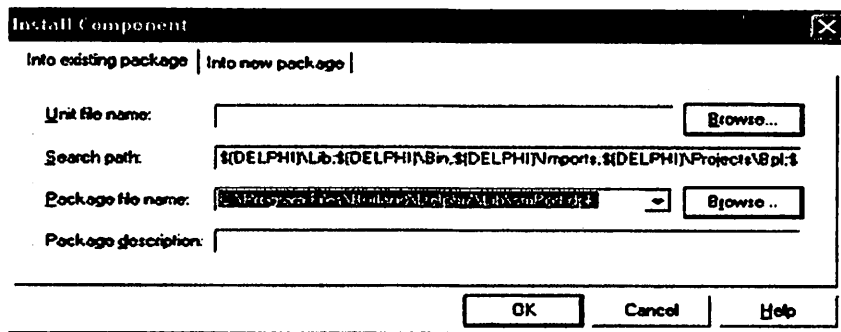 Install Component
Into existing package Into new package
Unit file name: Browse...
Search path: $(DELPHI)\Lib;$(DELPHI)\Bin;$(DELPHI)\Imports;$(DELPHI)\Projects\Bpl;$
Package file name: Browse...
Package description:
OK Cancel Help